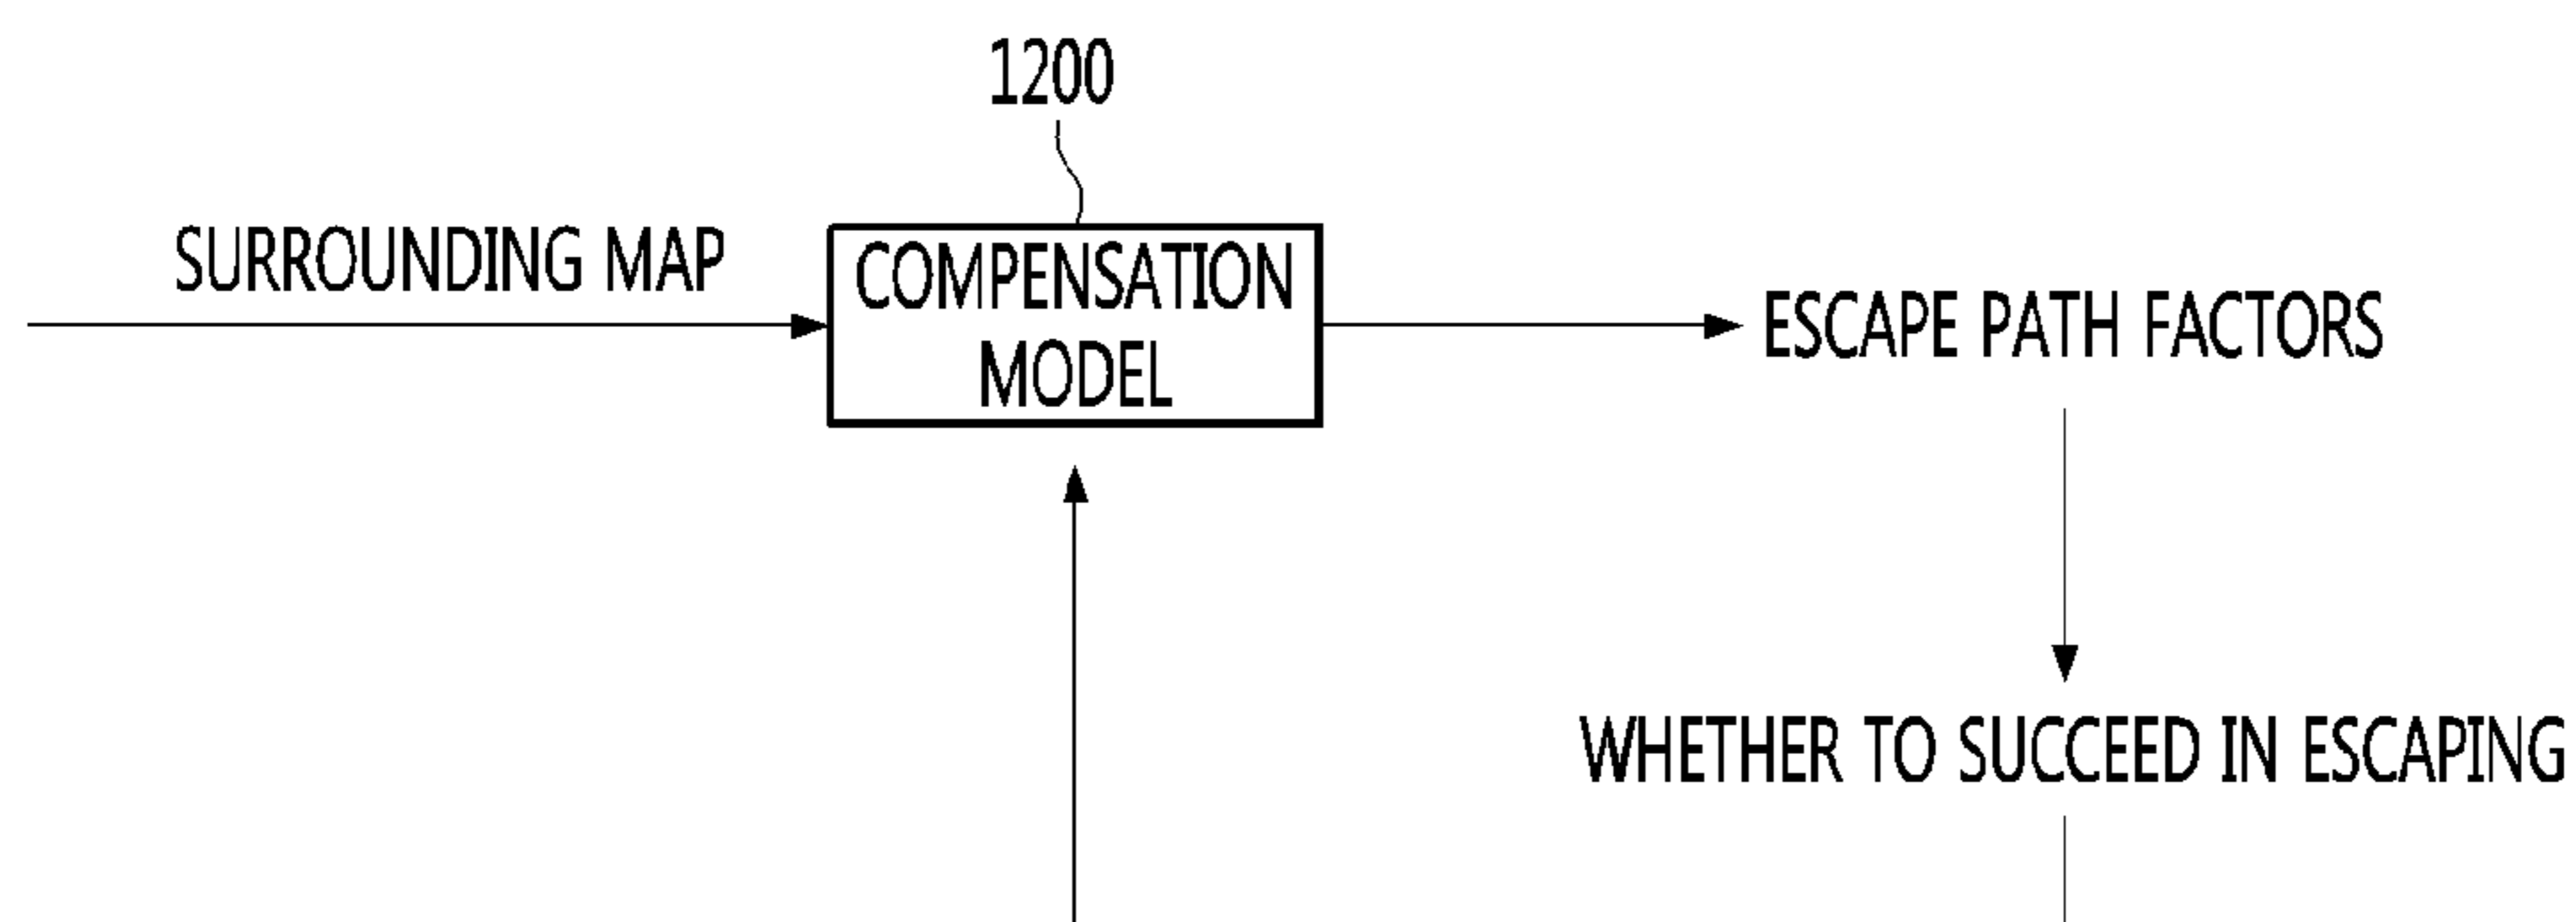 1200
SURROUNDING MAP
COMPENSATION
MODEL
ESCAPE PATH FACTORS
WHETHER TO SUCCEED IN ESCAPING